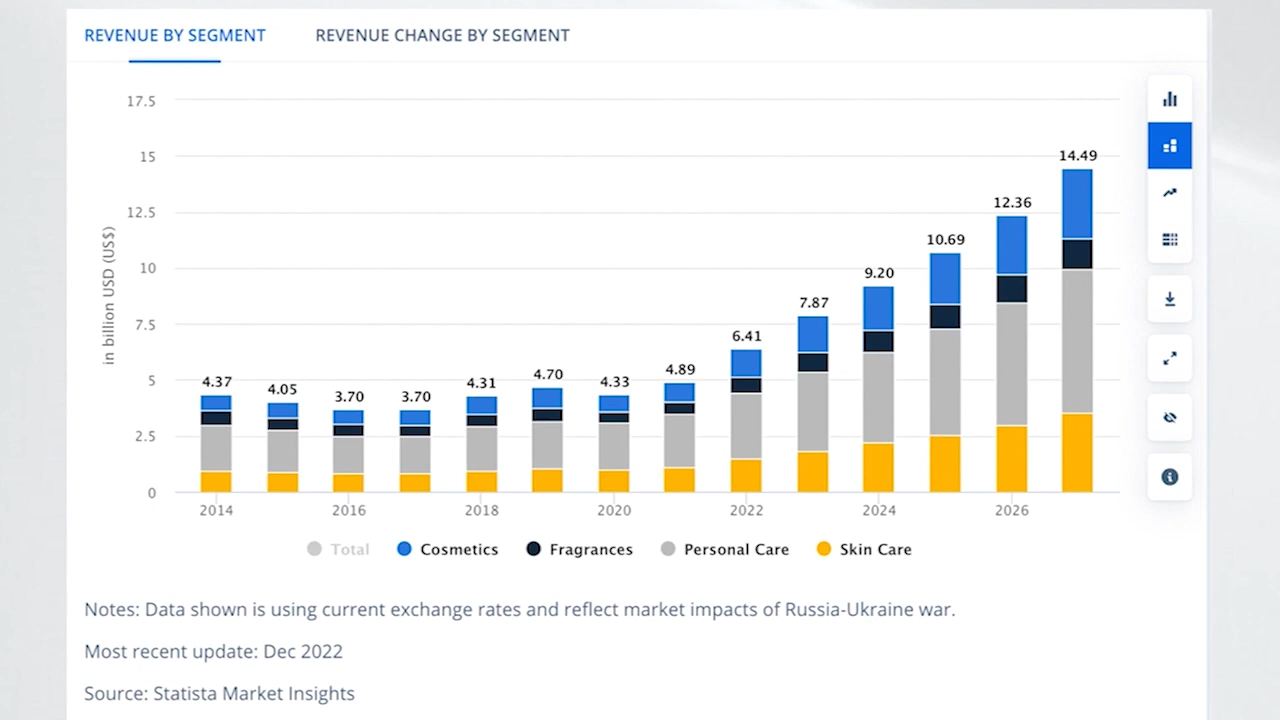 REVENUE BY SEGMENT REVENUE CHANGE BY SEGMENT
17.5
15
12.5
10
7.5
5
2.5
0
in billion USD (US$)
4.37 4.05 3.70 3.70 4.31 4.70 4.33 4.89 6.41 7.87 9.20 10.69 12.36 14.49
2014 2016 2018 2020 2022 2024 2026
Total Cosmetics Fragrances Personal Care Skin Care
Notes: Data shown is using current exchange rates and reflect market impacts of Russia-Ukraine war.
Most recent update: Dec 2022
Source: Statista Market Insights